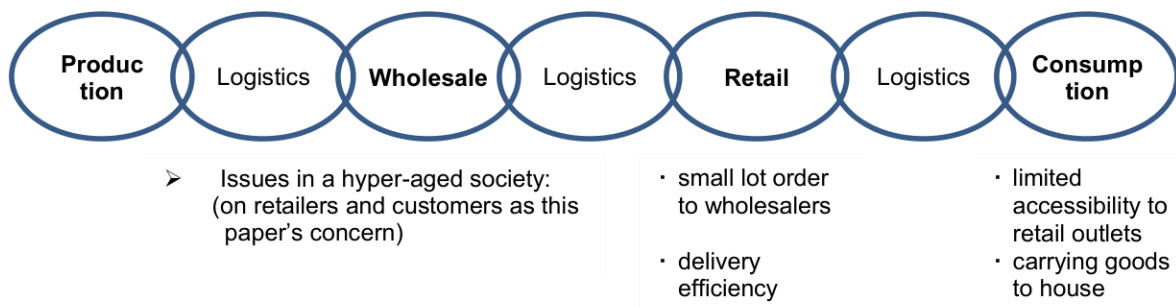 Produc
tion
Logistics
Wholesale
Logistics
Retail
Logistics
Consump
tion
➢ Issues in a hyper-aged society:
(on retailers and customers as this
paper's concern)
・small lot order
to wholesalers
・delivery
efficiency
・limited
accessibility to
retail outlets
・carrying goods
to house